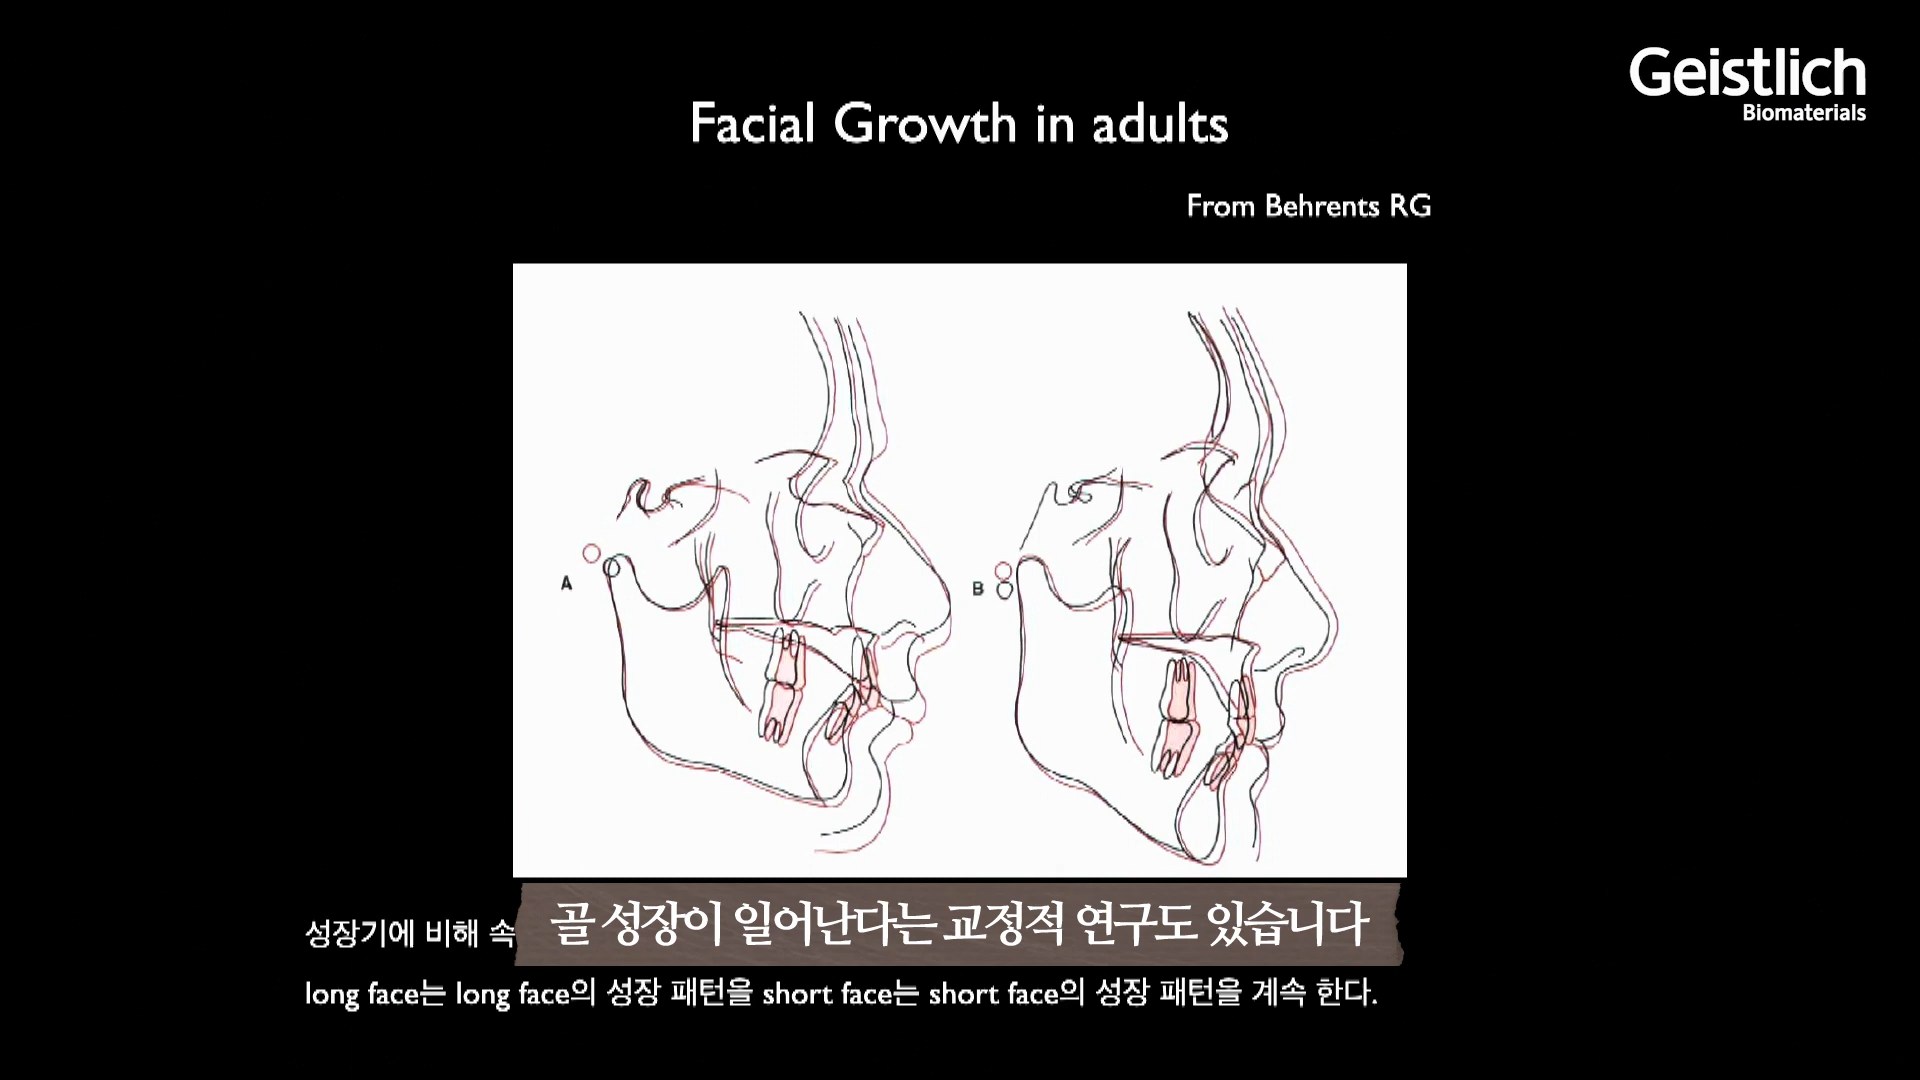 Geistlich
Biomaterials
Facial Growth in adults
From Behrents RG
A
B
성장기에 비해 속
골 성장이 일어난다는 교정적 연구도 있습니다
long face는 long face의 성장 패턴을 short face는 short face의 성장 패턴을 계속 한다.